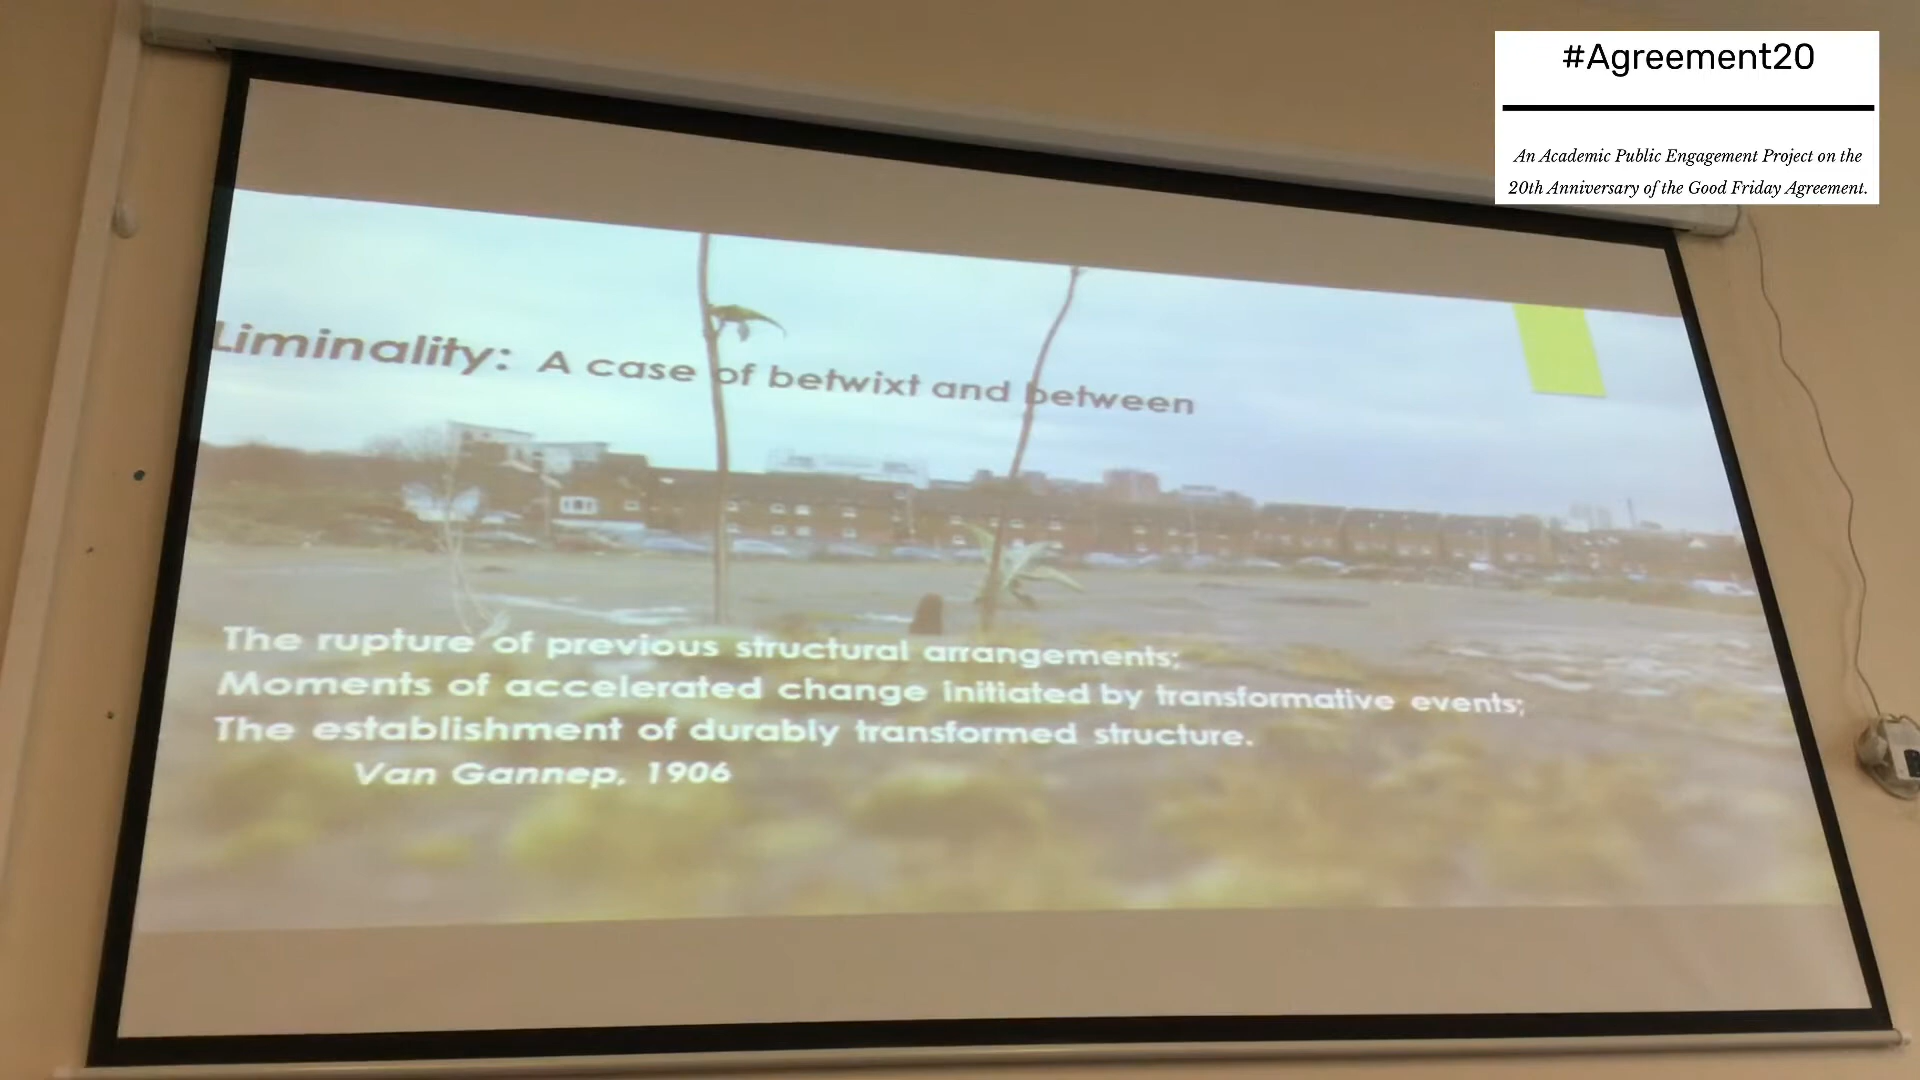 #Agreement20
An Academic Public Engagement Project on the
20th Anniversary of the Good Friday Agreement.
Liminality: A case of betwixt and between
The rupture of previous structural arrangements;
Moments of accelerated change initiated by transformative events;
The establishment of durably transformed structure.
Van Gannep, 1906